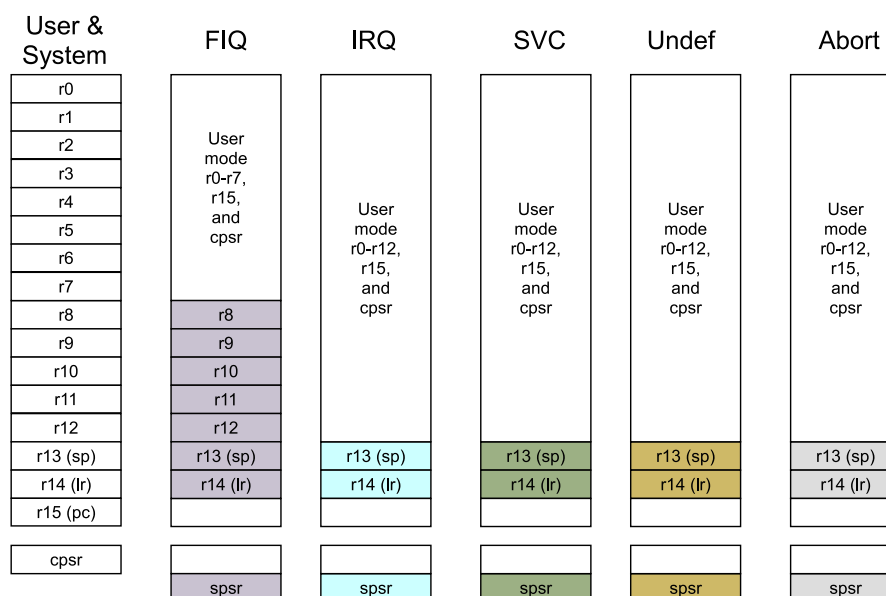 User &
System
r0
r1
r2
r3
r4
r5
r6
r7
r8
r9
r10
r11
r12
r13 (sp)
r14 (lr)
r15 (pc)
cpsr
FIQ
User
mode
r0-r7,
r15,
and
cpsr
r8
r9
r10
r11
r12
r13 (sp)
r14 (lr)
spsr
IRQ
User
mode
r0-r12,
r15,
and
cpsr
r13 (sp)
r14 (lr)
spsr
SVC
User
mode
r0-r12,
r15,
and
cpsr
r13 (sp)
r14 (lr)
spsr
Undef
User
mode
r0-r12,
r15,
and
cpsr
r13 (sp)
r14 (lr)
spsr
Abort
User
mode
r0-r12,
r15,
and
cpsr
r13 (sp)
r14 (lr)
spsr